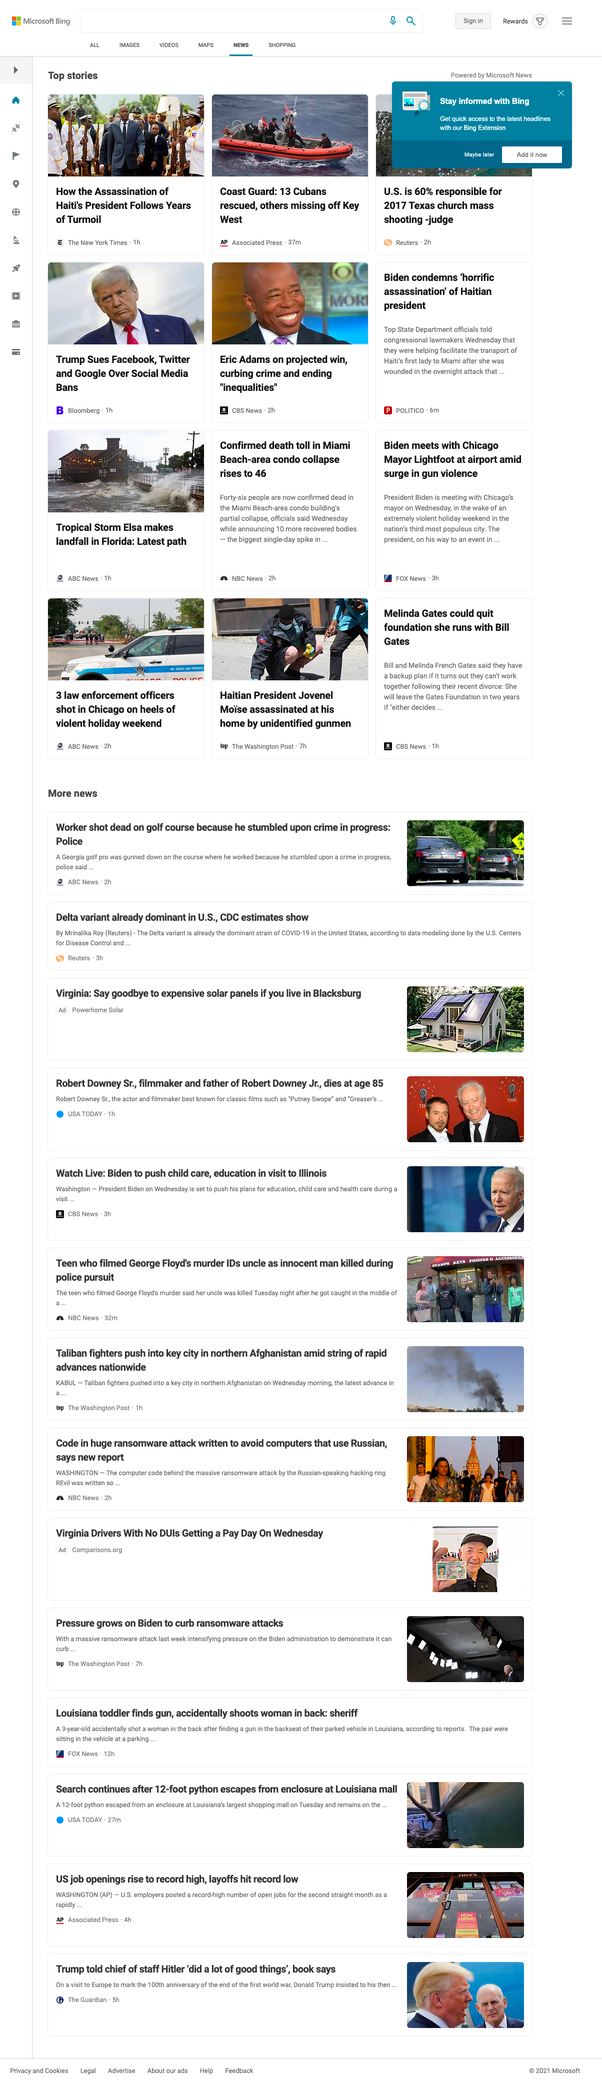 Microsoft Bing
Sign in
Rewards
ALL
IMAGES
VIDEOS
MAPS
NEWS
SHOPPING
Top stories
Powered by Microsoft News
Stay informed with Bing
Get quick access to the latest headlines
with our Bing Extension
Maybe later
Add it now
How the Assassination of
Haiti's President Follows Years
of Turmoil
The New York Times · 1h
Coast Guard: 13 Cubans
rescued, others missing off Key
West
AP Associated Press · 37m
U.S. is 60% responsible for
2017 Texas church mass
shooting -judge
Reuters · 2h
Trump Sues Facebook, Twitter
and Google Over Social Media
Bans
B Bloomberg · 1h
Eric Adams on projected win,
curbing crime and ending
"inequalities"
CBS News · 2h
Biden condemns 'horrific
assassination' of Haitian
president
Top State Department officials told
congressional lawmakers Wednesday that
they were helping facilitate the transport of
Haiti's first lady to Miami after she was
wounded in the overnight attack that ...
P POLITICO · 6m
Tropical Storm Elsa makes
landfall in Florida: Latest path
ABC News · 1h
Confirmed death toll in Miami
Beach-area condo collapse
rises to 46
Forty-six people are now confirmed dead in
the Miami Beach-area condo building's
partial collapse, officials said Wednesday
while announcing 10 more recovered bodies
— the biggest single-day spike in ...
NBC News · 2h
Biden meets with Chicago
Mayor Lightfoot at airport amid
surge in gun violence
President Biden is meeting with Chicago's
mayor on Wednesday, in the wake of an
extremely violent holiday weekend in the
nation's third most populous city. The
president, on his way to an event in ...
FOX News · 3h
3 law enforcement officers
shot in Chicago on heels of
violent holiday weekend
ABC News · 2h
Haitian President Jovenel
Moïse assassinated at his
home by unidentified gunmen
wp The Washington Post · 7h
Melinda Gates could quit
foundation she runs with Bill
Gates
Bill and Melinda French Gates said they have
a backup plan if it turns out they can't work
together following their recent divorce: She
will leave the Gates Foundation in two years
if "either decides ...
CBS News · 1h
More news
Worker shot dead on golf course because he stumbled upon crime in progress:
Police
A Georgia golf pro was gunned down on the course where he worked because he stumbled upon a crime in progress,
police said ...
ABC News · 2h
Delta variant already dominant in U.S., CDC estimates show
By Mrinalika Roy (Reuters) - The Delta variant is already the dominant strain of COVID-19 in the United States, according to data modeling done by the U.S. Centers
for Disease Control and ...
Reuters · 3h
Virginia: Say goodbye to expensive solar panels if you live in Blacksburg
Ad Powerhome Solar
Robert Downey Sr., filmmaker and father of Robert Downey Jr., dies at age 85
Robert Downey Sr., the actor and filmmaker best known for classic films such as "Putney Swope" and "Greaser's ...
USA TODAY · 1h
Watch Live: Biden to push child care, education in visit to Illinois
Washington — President Biden on Wednesday is set to push his plans for education, child care and health care during a
visit ...
CBS News · 3h
Teen who filmed George Floyd's murder IDs uncle as innocent man killed during
police pursuit
The teen who filmed George Floyd's murder said her uncle was killed Tuesday night after he got caught in the middle of
a ...
NBC News · 32m
STAMPS KEYS PHONES & ACCESSORIES
Taliban fighters push into key city in northern Afghanistan amid string of rapid
advances nationwide
KABUL — Taliban fighters pushed into a key city in northern Afghanistan on Wednesday morning, the latest advance in
a ...
wp The Washington Post · 1h
Code in huge ransomware attack written to avoid computers that use Russian,
says new report
WASHINGTON — The computer code behind the massive ransomware attack by the Russian-speaking hacking ring
REvil was written so ...
NBC News · 2h
Virginia Drivers With No DUIs Getting a Pay Day On Wednesday
Ad Comparisons.org
Pressure grows on Biden to curb ransomware attacks
With a massive ransomware attack last week intensifying pressure on the Biden administration to demonstrate it can
curb ...
wp The Washington Post · 7h
Louisiana toddler finds gun, accidentally shoots woman in back: sheriff
A 3-year-old accidentally shot a woman in the back after finding a gun in the backseat of their parked vehicle in Louisiana, according to reports. The pair were
sitting in the vehicle at a parking ...
FOX News · 12h
Search continues after 12-foot python escapes from enclosure at Louisiana mall
A 12-foot python escaped from an enclosure at Louisiana's largest shopping mall on Tuesday and remains on the ...
USA TODAY · 27m
US job openings rise to record high, layoffs hit record low
WASHINGTON (AP) — U.S. employers posted a record-high number of open jobs for the second straight month as a
rapidly ...
AP Associated Press · 4h
NOW
HIRING
Trump told chief of staff Hitler 'did a lot of good things', book says
On a visit to Europe to mark the 100th anniversary of the end of the first world war, Donald Trump insisted to his then ...
The Guardian · 5h
Privacy and Cookies
Legal
Advertise
About our ads
Help
Feedback
© 2021 Microsoft